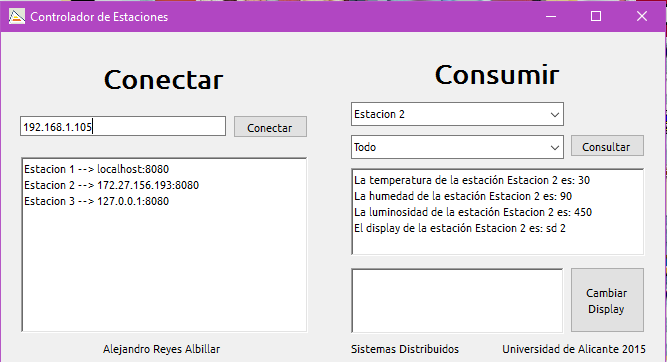 Controlador de Estaciones
Conectar
192.168.1.105
Conectar
Estacion 1 --> localhost:8080
Estacion 2 --> 172.27.156.193:8080
Estacion 3 --> 127.0.0.1:8080
Consumir
Estacion 2
Todo
Consultar
La temperatura de la estación Estacion 2 es: 30
La humedad de la estación Estacion 2 es: 90
La luminosidad de la estación Estacion 2 es: 450
El display de la estación Estacion 2 es: sd 2
Cambiar
Display
Alejandro Reyes Albillar
Sistemas Distribuidos
Universidad de Alicante 2015